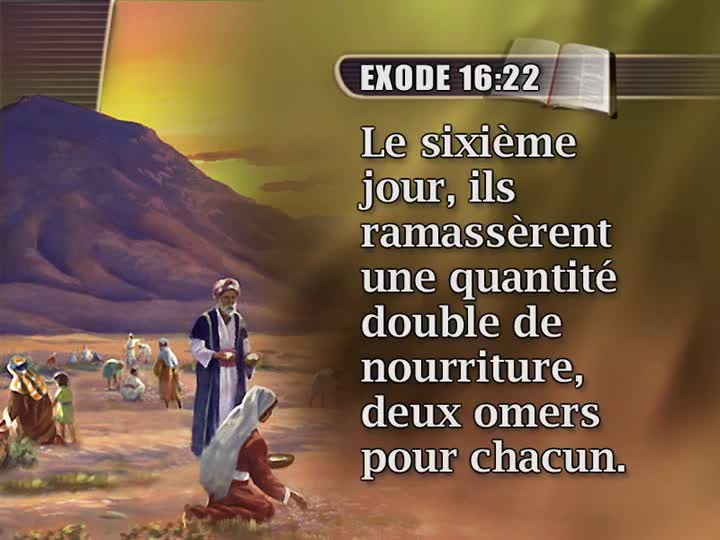 EXODE 16:22
Le sixième
jour, ils
ramassèrent
une quantité
double de
nourriture,
deux omers
pour chacun.